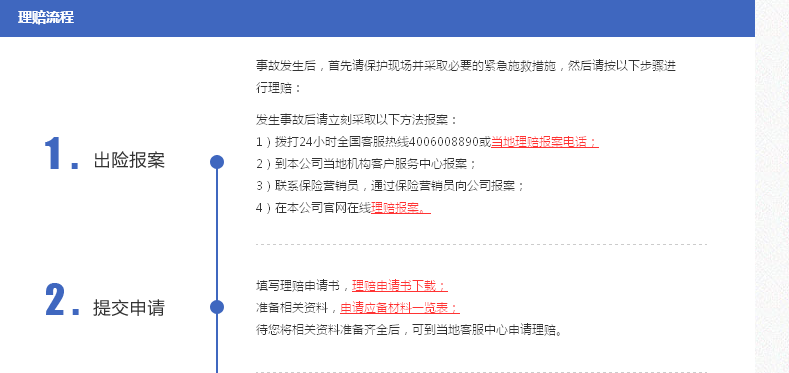 理赔流程
事故发生后，首先请保护现场并采取必要的紧急施救措施，然后请按以下步骤进
行理赔：
1. 出险报案
发生事故后请立刻采取以下方法报案：
1）拨打24小时全国客服热线4006008890或当地理赔报案电话；
2）到本公司当地机构客户服务中心报案；
3）联系保险营销员，通过保险营销员向公司报案；
4）在本公司官网在线理赔报案。
2. 提交申请
填写理赔申请书，理赔申请书下载；
准备相关资料，申请应备材料一览表；
待您将相关资料准备齐全后，可到当地客服中心申请理赔。